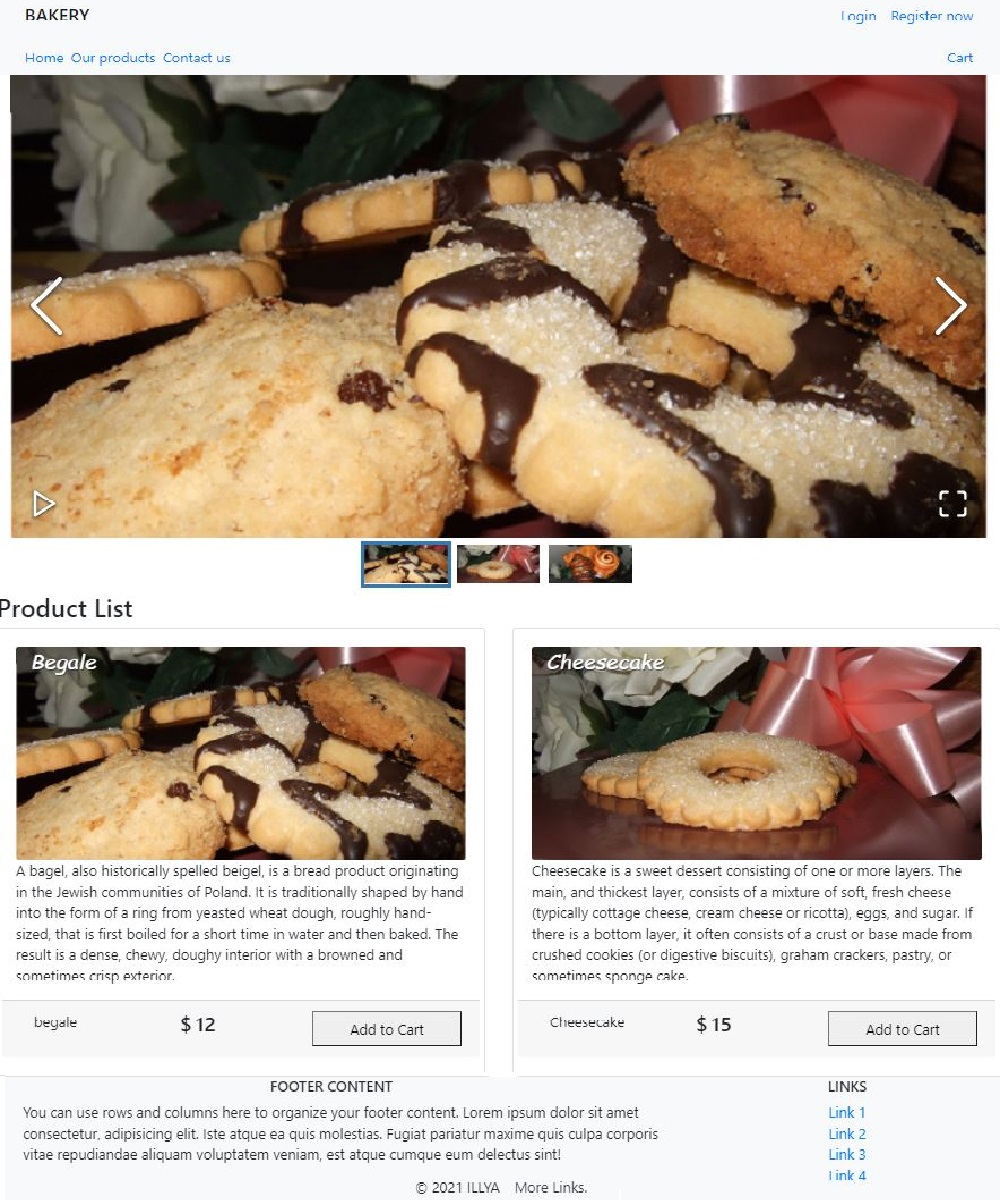 BAKERY
Login Register now
Home Our products Contact us
Cart
Product List
Begale
Cheesecake
A bagel, also historically spelled beigel, is a bread product originating
in the Jewish communities of Poland. It is traditionally shaped by hand
into the form of a ring from yeasted wheat dough, roughly hand-
sized, that is first boiled for a short time in water and then baked. The
result is a dense, chewy, doughy interior with a browned and
sometimes crisp exterior.
Cheesecake is a sweet dessert consisting of one or more layers. The
main, and thickest layer, consists of a mixture of soft, fresh cheese
(typically cottage cheese, cream cheese or ricotta), eggs, and sugar. If
there is a bottom layer, it often consists of a crust or base made from
crushed cookies (or digestive biscuits), graham crackers, pastry, or
sometimes sponge cake.
begale $ 12 Add to Cart
Cheesecake $ 15 Add to Cart
FOOTER CONTENT
You can use rows and columns here to organize your footer content. Lorem ipsum dolor sit amet
consectetur, adipisicing elit. Iste atque ea quis molestias. Fugiat pariatur maxime quis culpa corporis
vitae repudiandae aliquam voluptatem veniam, est atque cumque eum delectus sint!
LINKS
Link 1
Link 2
Link 3
Link 4
© 2021 ILLYA More Links.